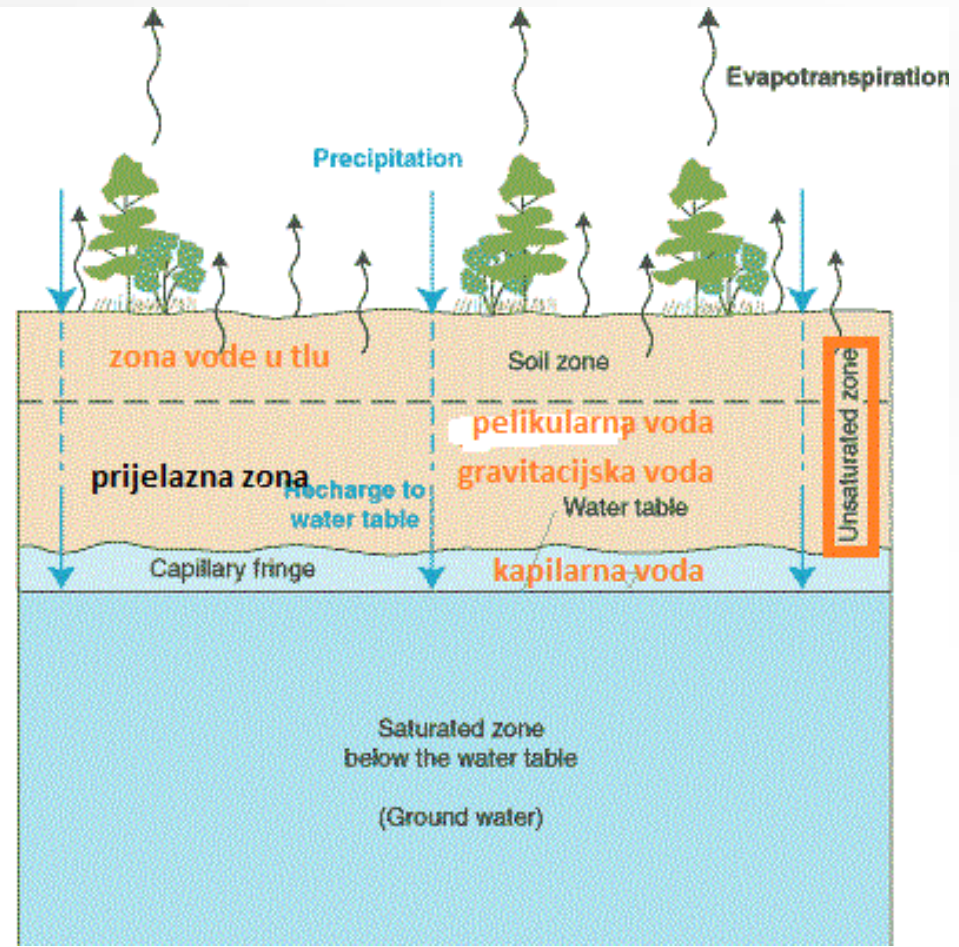 Evapotranspiration
Precipitation
zona vode u tlu
Soil zone
Unsaturated zone
pelikularna voda
prijelazna zona
gravitacijska voda
Recharge to
water table
Water table
Capillary fringe
kapilarna voda
Saturated zone
below the water table
(Ground water)